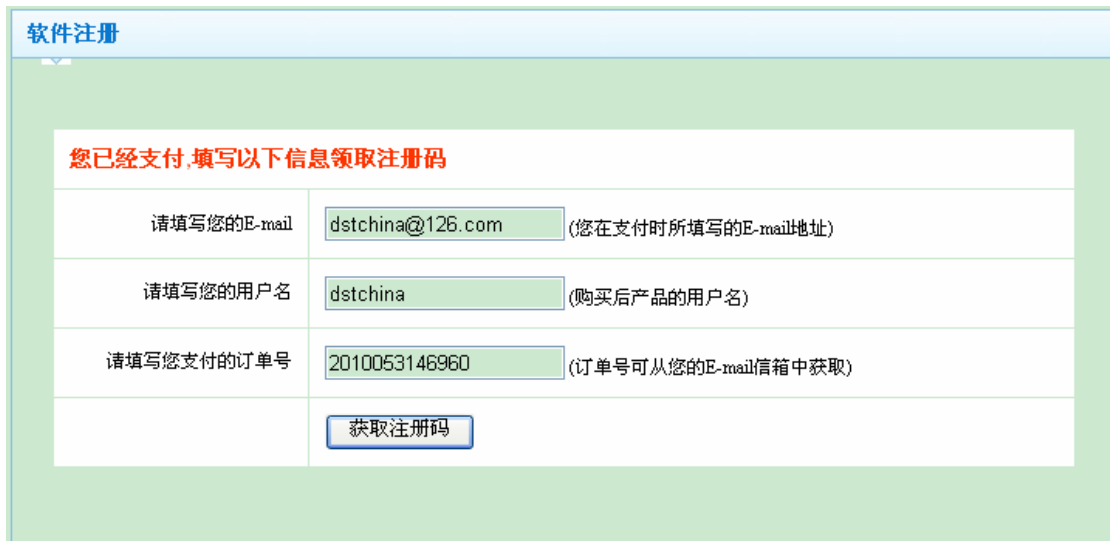 软件注册
您已经支付,填写以下信息领取注册码
请填写您的E-mail dstchina@126.com (您在支付时所填写的E-mail地址)
请填写您的用户名 dstchina (购买后产品的用户名)
请填写您支付的订单号 2010053146960 (订单号可从您的E-mail信箱中获取)
获取注册码